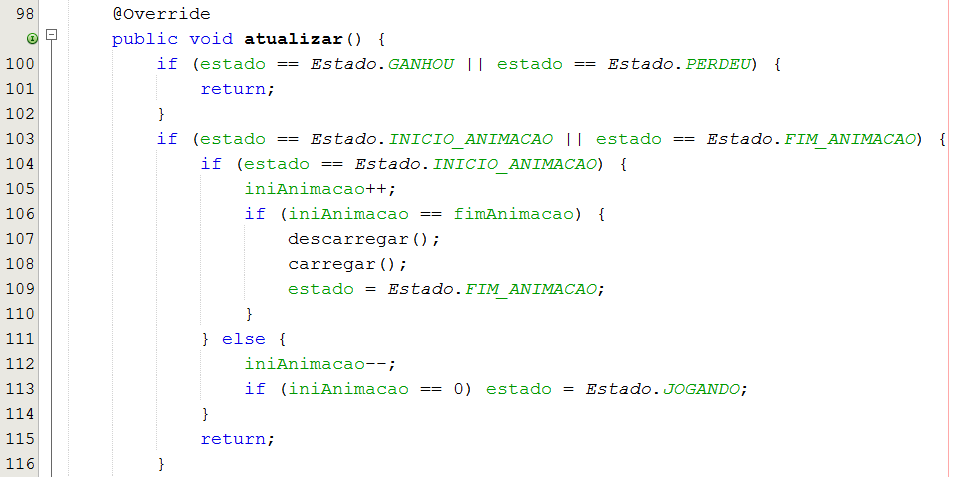 98 @Override
public void atualizar() {
100 if (estado == Estado.GANHOU || estado == Estado.PERDEU) {
101 return;
102 }
103 if (estado == Estado.INICIO_ANIMACAO || estado == Estado.FIM_ANIMACAO) {
104 if (estado == Estado.INICIO_ANIMACAO) {
105 iniAnimacao++;
106 if (iniAnimacao == fimAnimacao) {
107 descarregar();
108 carregar();
109 estado = Estado.FIM_ANIMACAO;
110 }
111 } else {
112 iniAnimacao--;
113 if (iniAnimacao == 0) estado = Estado.JOGANDO;
114 }
115 return;
116 }